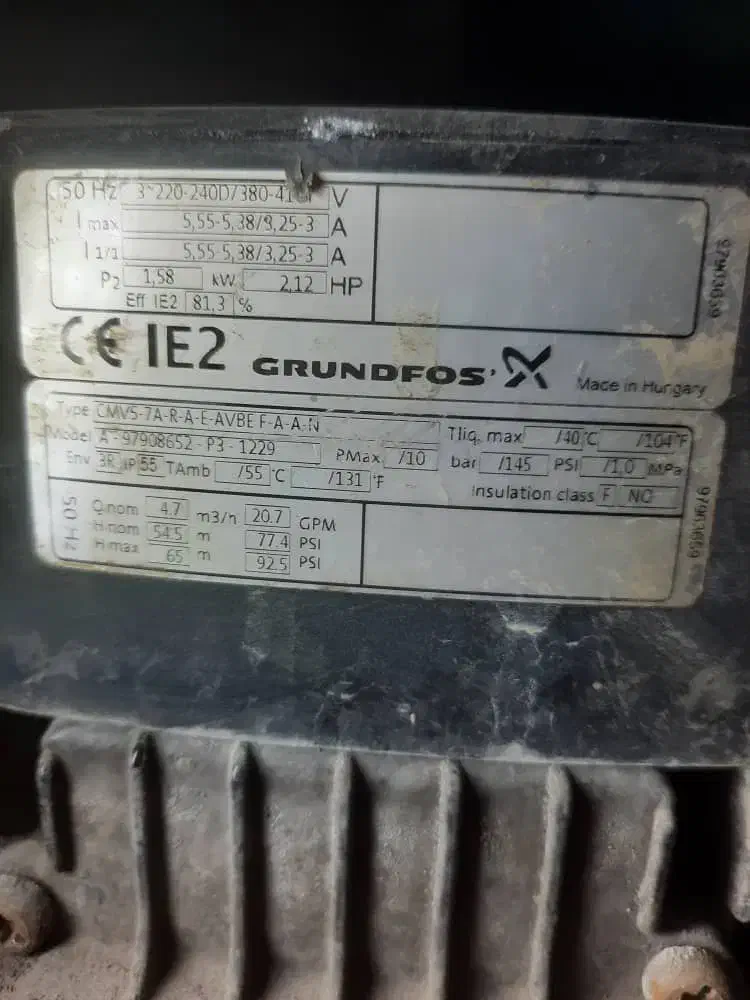 50 Hz 3~220-240D/380-415Y V
I max 5,55-5,38/3,25-3 A
I 1/1 5,55-5,38/3,25-3 A
P2 1,58 kW 2,12 HP
Eff IE2 81,3 %
97903639
CE IE2 GRUNDFOS Made in Hungary
Type CMV5-7A-R-A-E-AVBE F-A-A-N
Model A - 97908652 - P3 - 1229
Tliq. max /40 °C /104 °F
PMax /10 bar /145 PSI /1,0 MPa
Env 3R IP 55 TAmb /55 °C /131 °F
Insulation class F NO
50 Hz
Q nom 4.7 m3/h 20.7 GPM
H nom 54.5 m 77.4 PSI
H max 65 m 92.5 PSI